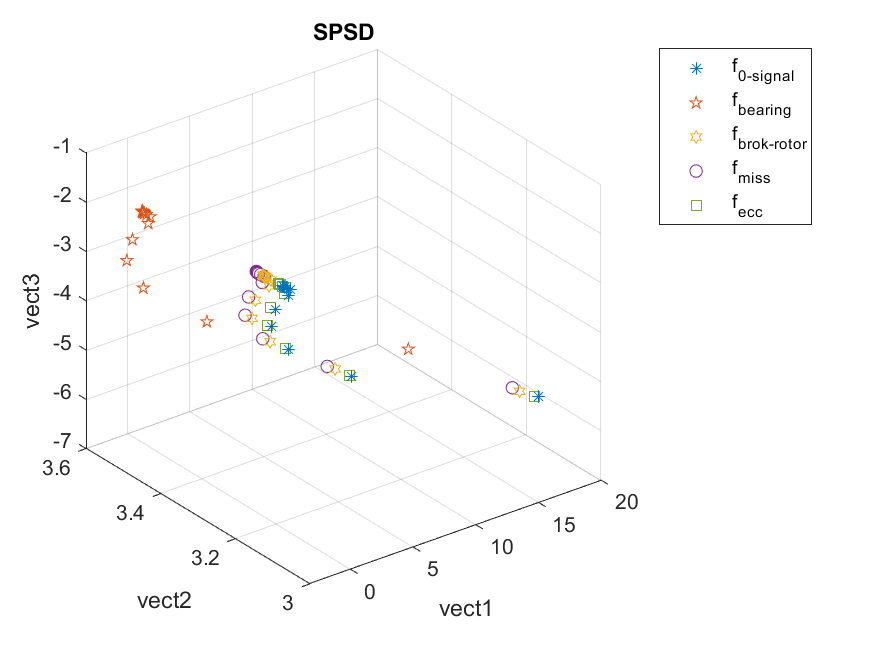 SPSD
f0-signal
fbearing
fbrok-rotor
fmiss
fecc
-1
-2
-3
-4
-5
-6
-7
vect3
3.6
3.4
3.2
3
vect2
0
5
10
15
20
vect1